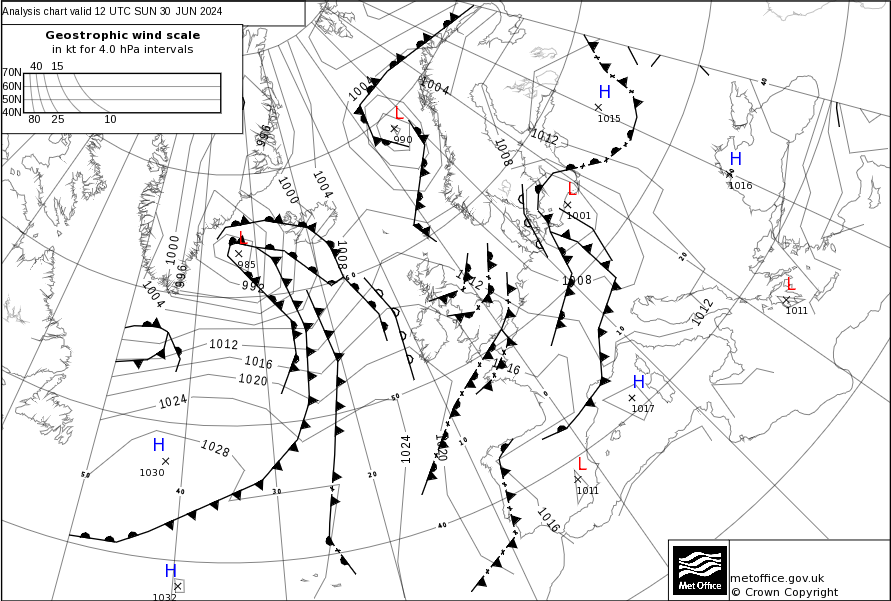 Analysis chart valid 12 UTC SUN 30 JUN 2024
Geostrophic wind scale
in kt for 4.0 hPa intervals
40 15
70N
60N
50N
40N
80 25 10
1004
1004
L
990
996
1012
1008
H
1015
40
H
1016
L
1001
1000
1004
1000
996
L
985
992
1008
1004
1012
1008
20
L
1011
1012
10
1012
1016
1020
1016
1024
50
0
H
1017
1028
H
1030
1024
1020
10
L
1011
50
40
30
20
40
1016
H
1032
Met Office
metoffice.gov.uk
© Crown Copyright